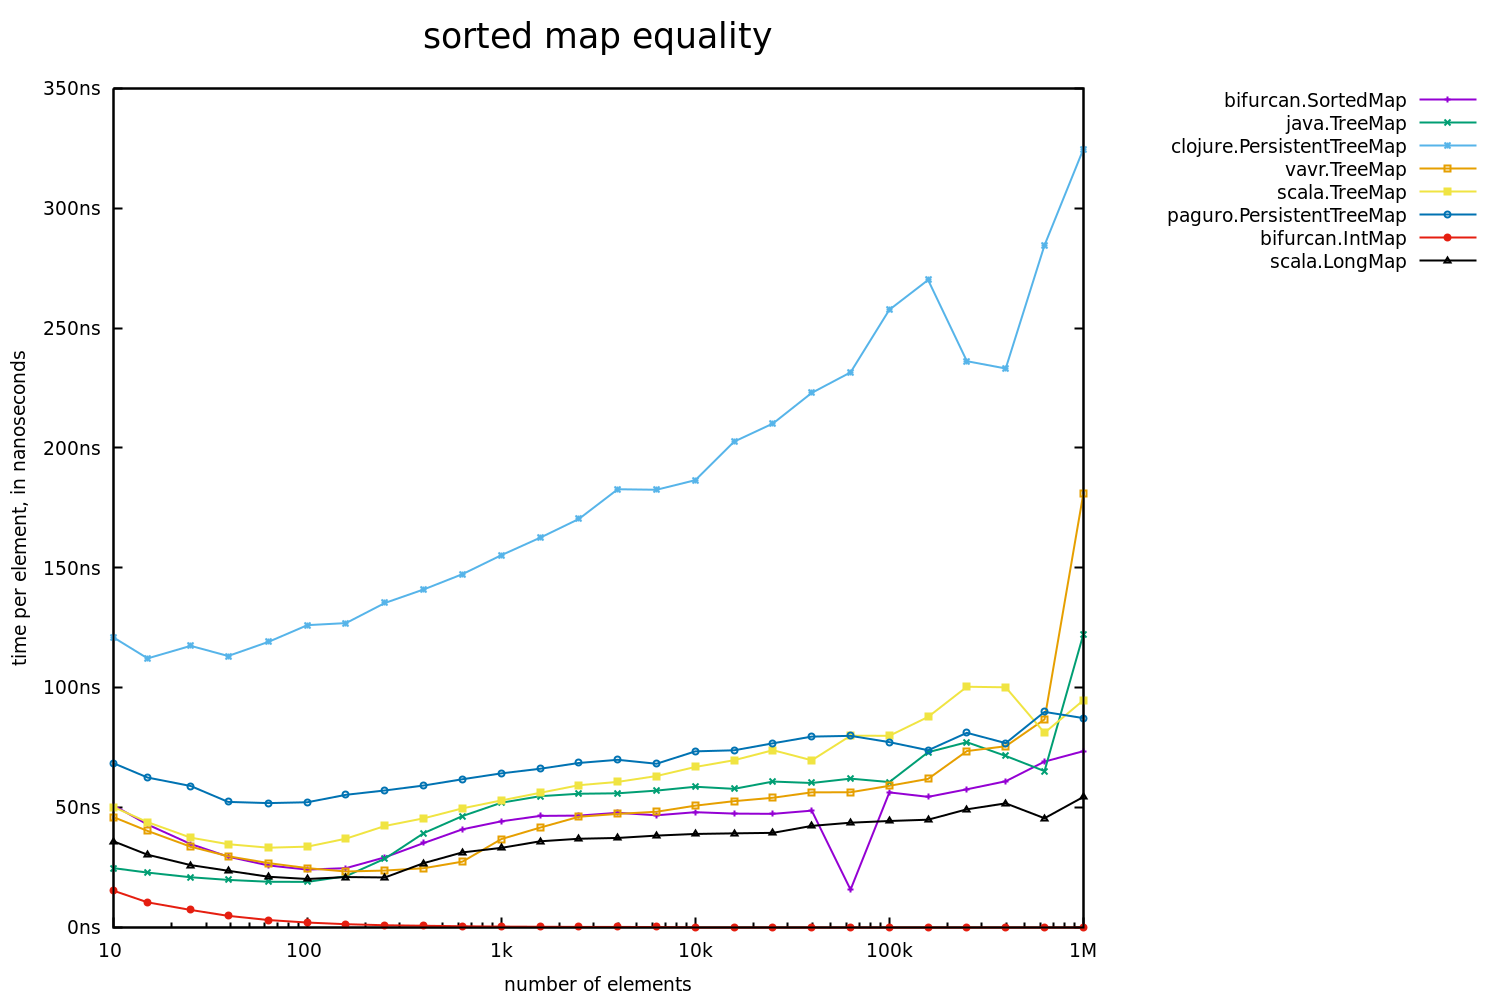 sorted map equality
350ns
300ns
250ns
200ns
150ns
100ns
50ns
0ns
time per element, in nanoseconds
10 100 1k 10k 100k 1M
number of elements
bifurcan.SortedMap
java.TreeMap
clojure.PersistentTreeMap
vavr.TreeMap
scala.TreeMap
paguro.PersistentTreeMap
bifurcan.IntMap
scala.LongMap